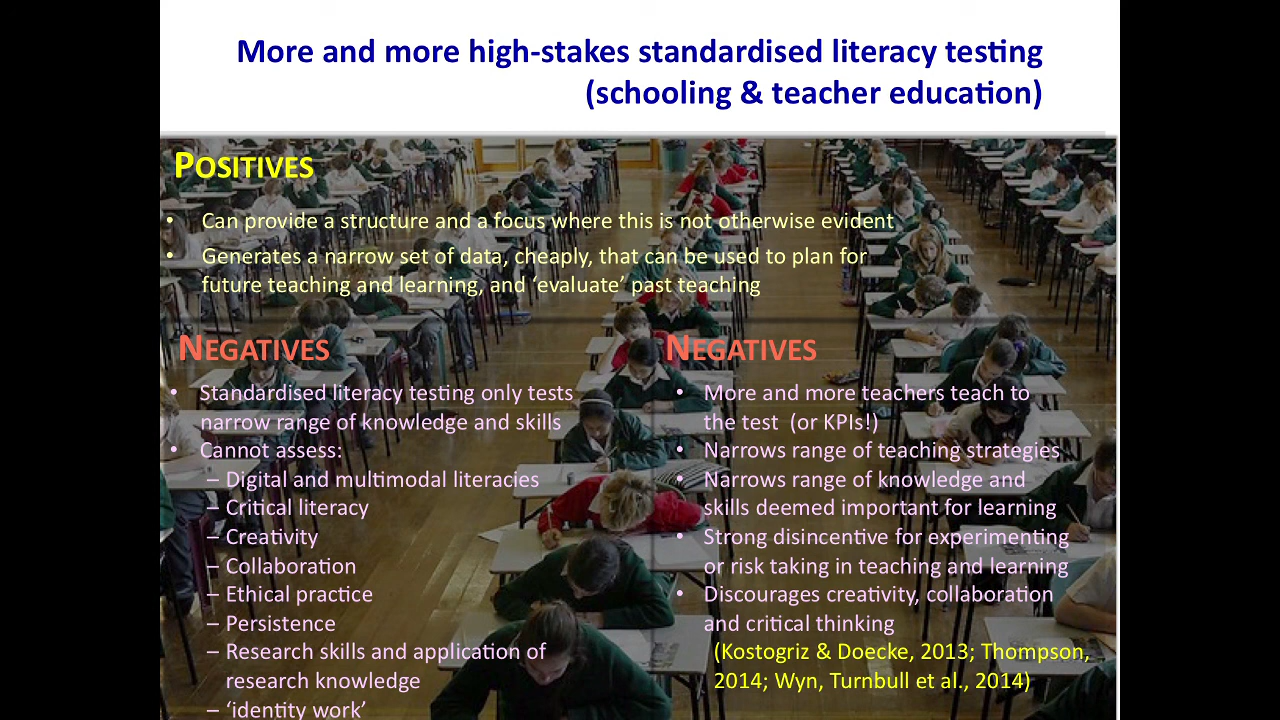 More and more high-stakes standardised literacy testing
(schooling & teacher education)
POSITIVES
• Can provide a structure and a focus where this is not otherwise evident
• Generates a narrow set of data, cheaply, that can be used to plan for
future teaching and learning, and ‘evaluate’ past teaching
NEGATIVES
• Standardised literacy testing only tests
narrow range of knowledge and skills
• Cannot assess:
– Digital and multimodal literacies
– Critical literacy
– Creativity
– Collaboration
– Ethical practice
– Persistence
– Research skills and application of
research knowledge
– ‘identity work’
NEGATIVES
• More and more teachers teach to
the test (or KPIs!)
• Narrows range of teaching strategies
• Narrows range of knowledge and
skills deemed important for learning
• Strong disincentive for experimenting
or risk taking in teaching and learning
• Discourages creativity, collaboration
and critical thinking
(Kostogriz & Doecke, 2013; Thompson,
2014; Wyn, Turnbull et al., 2014)